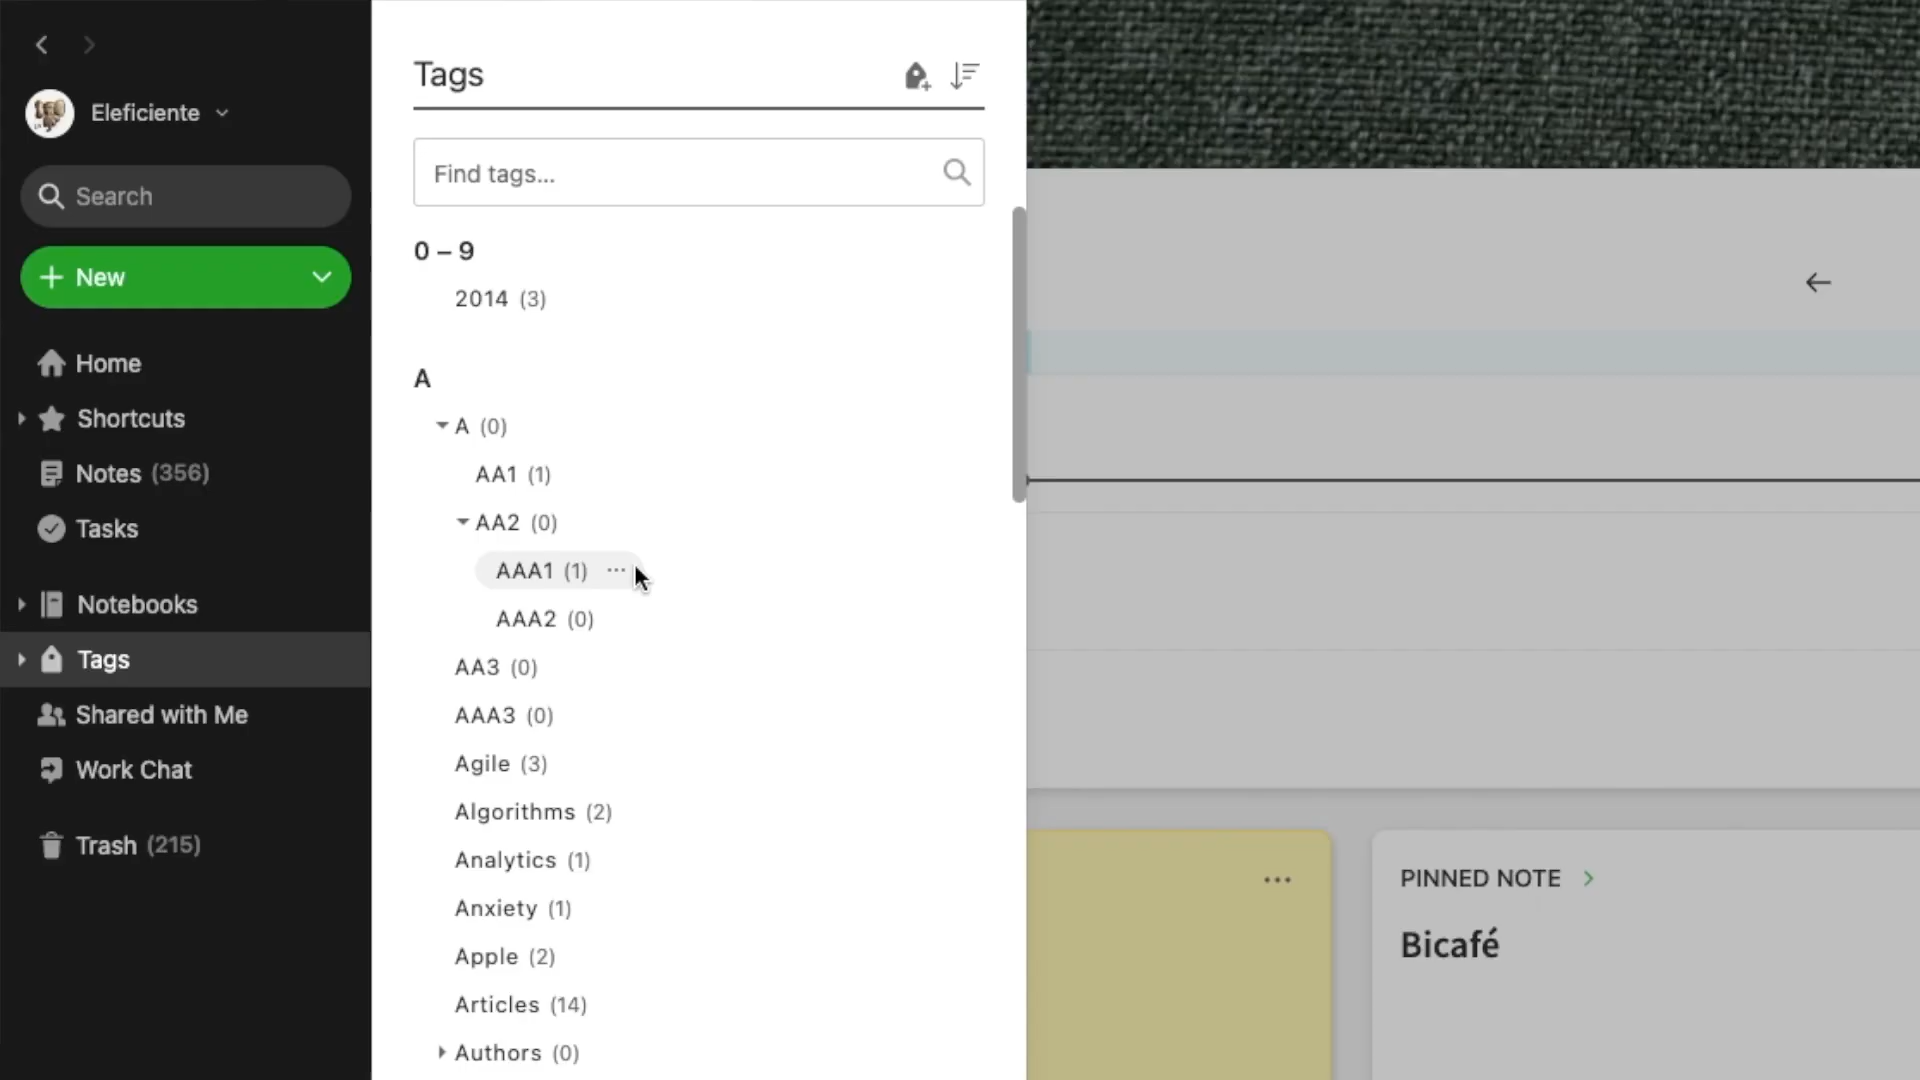 Eleficiente
Search
New
Home
Shortcuts
Notes (356)
Tasks
Notebooks
Tags
Shared with Me
Work Chat
Trash (215)
Tags
Find tags...
0 – 9
2014 (3)
A
A (0)
AA1 (1)
AA2 (0)
AAA1 (1) ...
AAA2 (0)
AA3 (0)
AAA3 (0)
Agile (3)
Algorithms (2)
Analytics (1)
Anxiety (1)
Apple (2)
Articles (14)
Authors (0)
PINNED NOTE
Bicafé